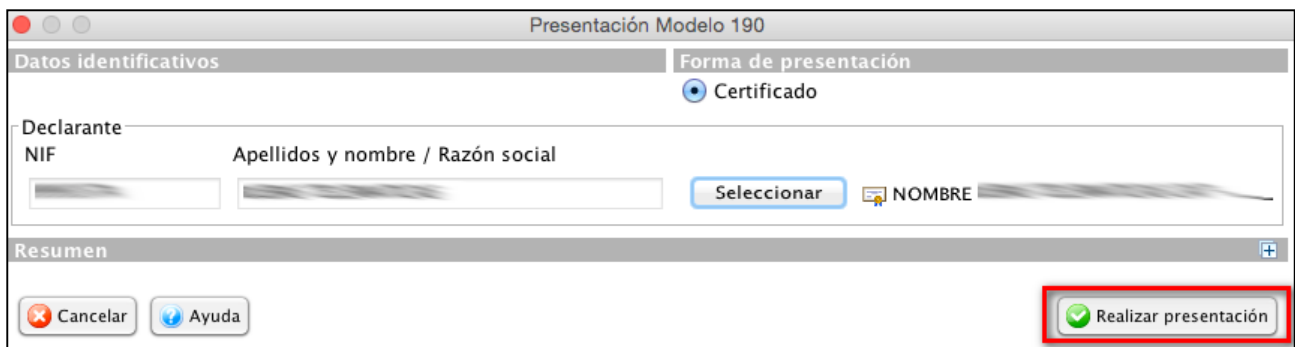 Presentación Modelo 190
Datos identificativos
Forma de presentación
Certificado
Declarante
NIF
Apellidos y nombre / Razón social
Seleccionar
NOMBRE
Resumen
Cancelar
Ayuda
Realizar presentación